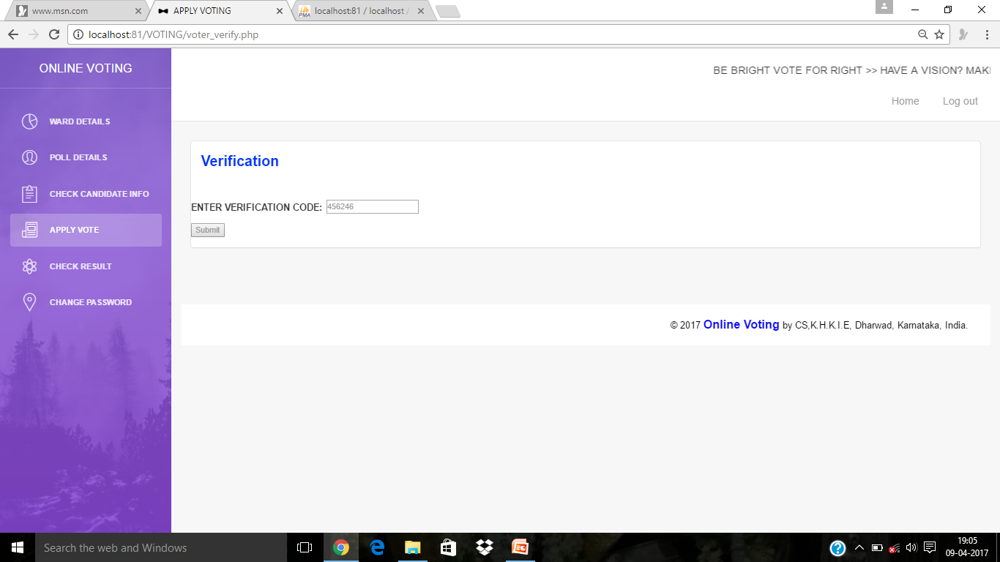 www.msn.com
APPLY VOTING
localhost:81 / localhost /
localhost:81/VOTING/voter_verify.php
ONLINE VOTING
BE BRIGHT VOTE FOR RIGHT >> HAVE A VISION? MAK
Home Log out
WARD DETAILS
POLL DETAILS
CHECK CANDIDATE INFO
APPLY VOTE
CHECK RESULT
CHANGE PASSWORD
Verification
ENTER VERIFICATION CODE: 456246
Submit
© 2017 Online Voting by CS,K.H.K.I.E, Dharwad, Karnataka, India.
Search the web and Windows
19:05
09-04-2017